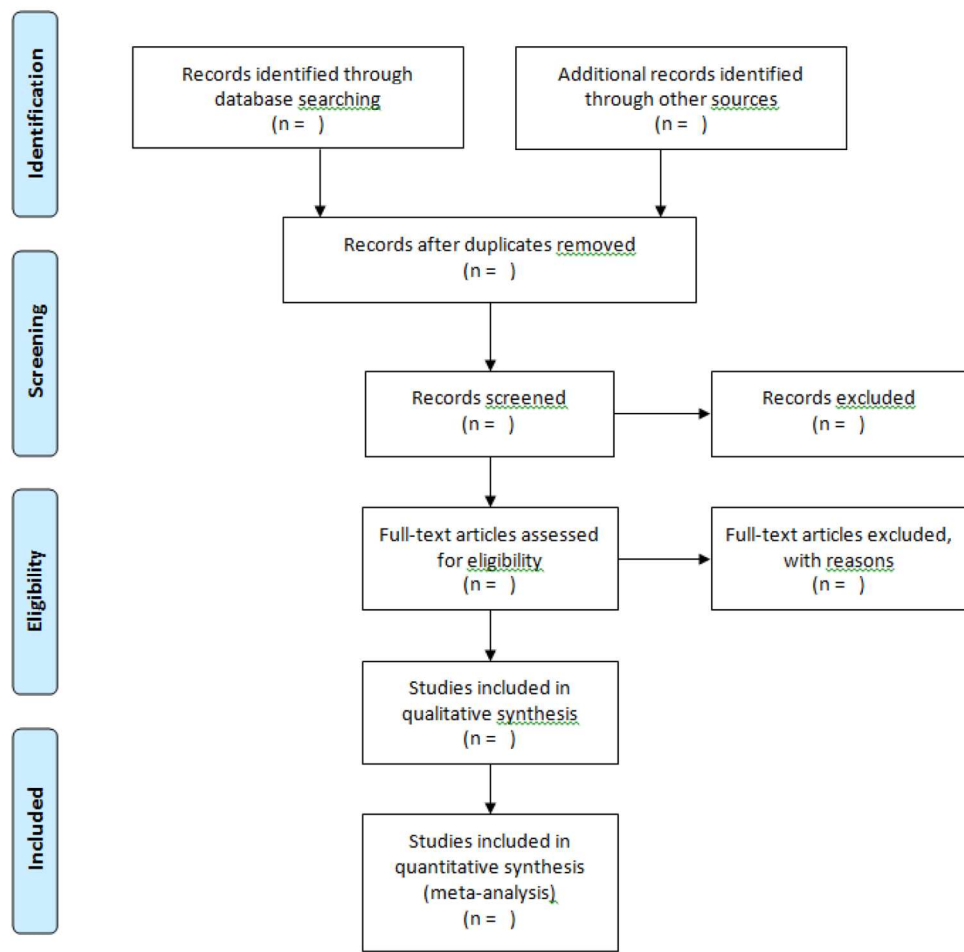 Identification
Records identified through
database searching
(n =   )
Additional records identified
through other sources
(n =   )
Records after duplicates removed
(n =   )
Screening
Records screened
(n =   )
Records excluded
(n =   )
Eligibility
Full-text articles assessed
for eligibility
(n =   )
Full-text articles excluded,
with reasons
(n =   )
Studies included in
qualitative synthesis
(n =   )
Included
Studies included in
quantitative synthesis
(meta-analysis)
(n =   )